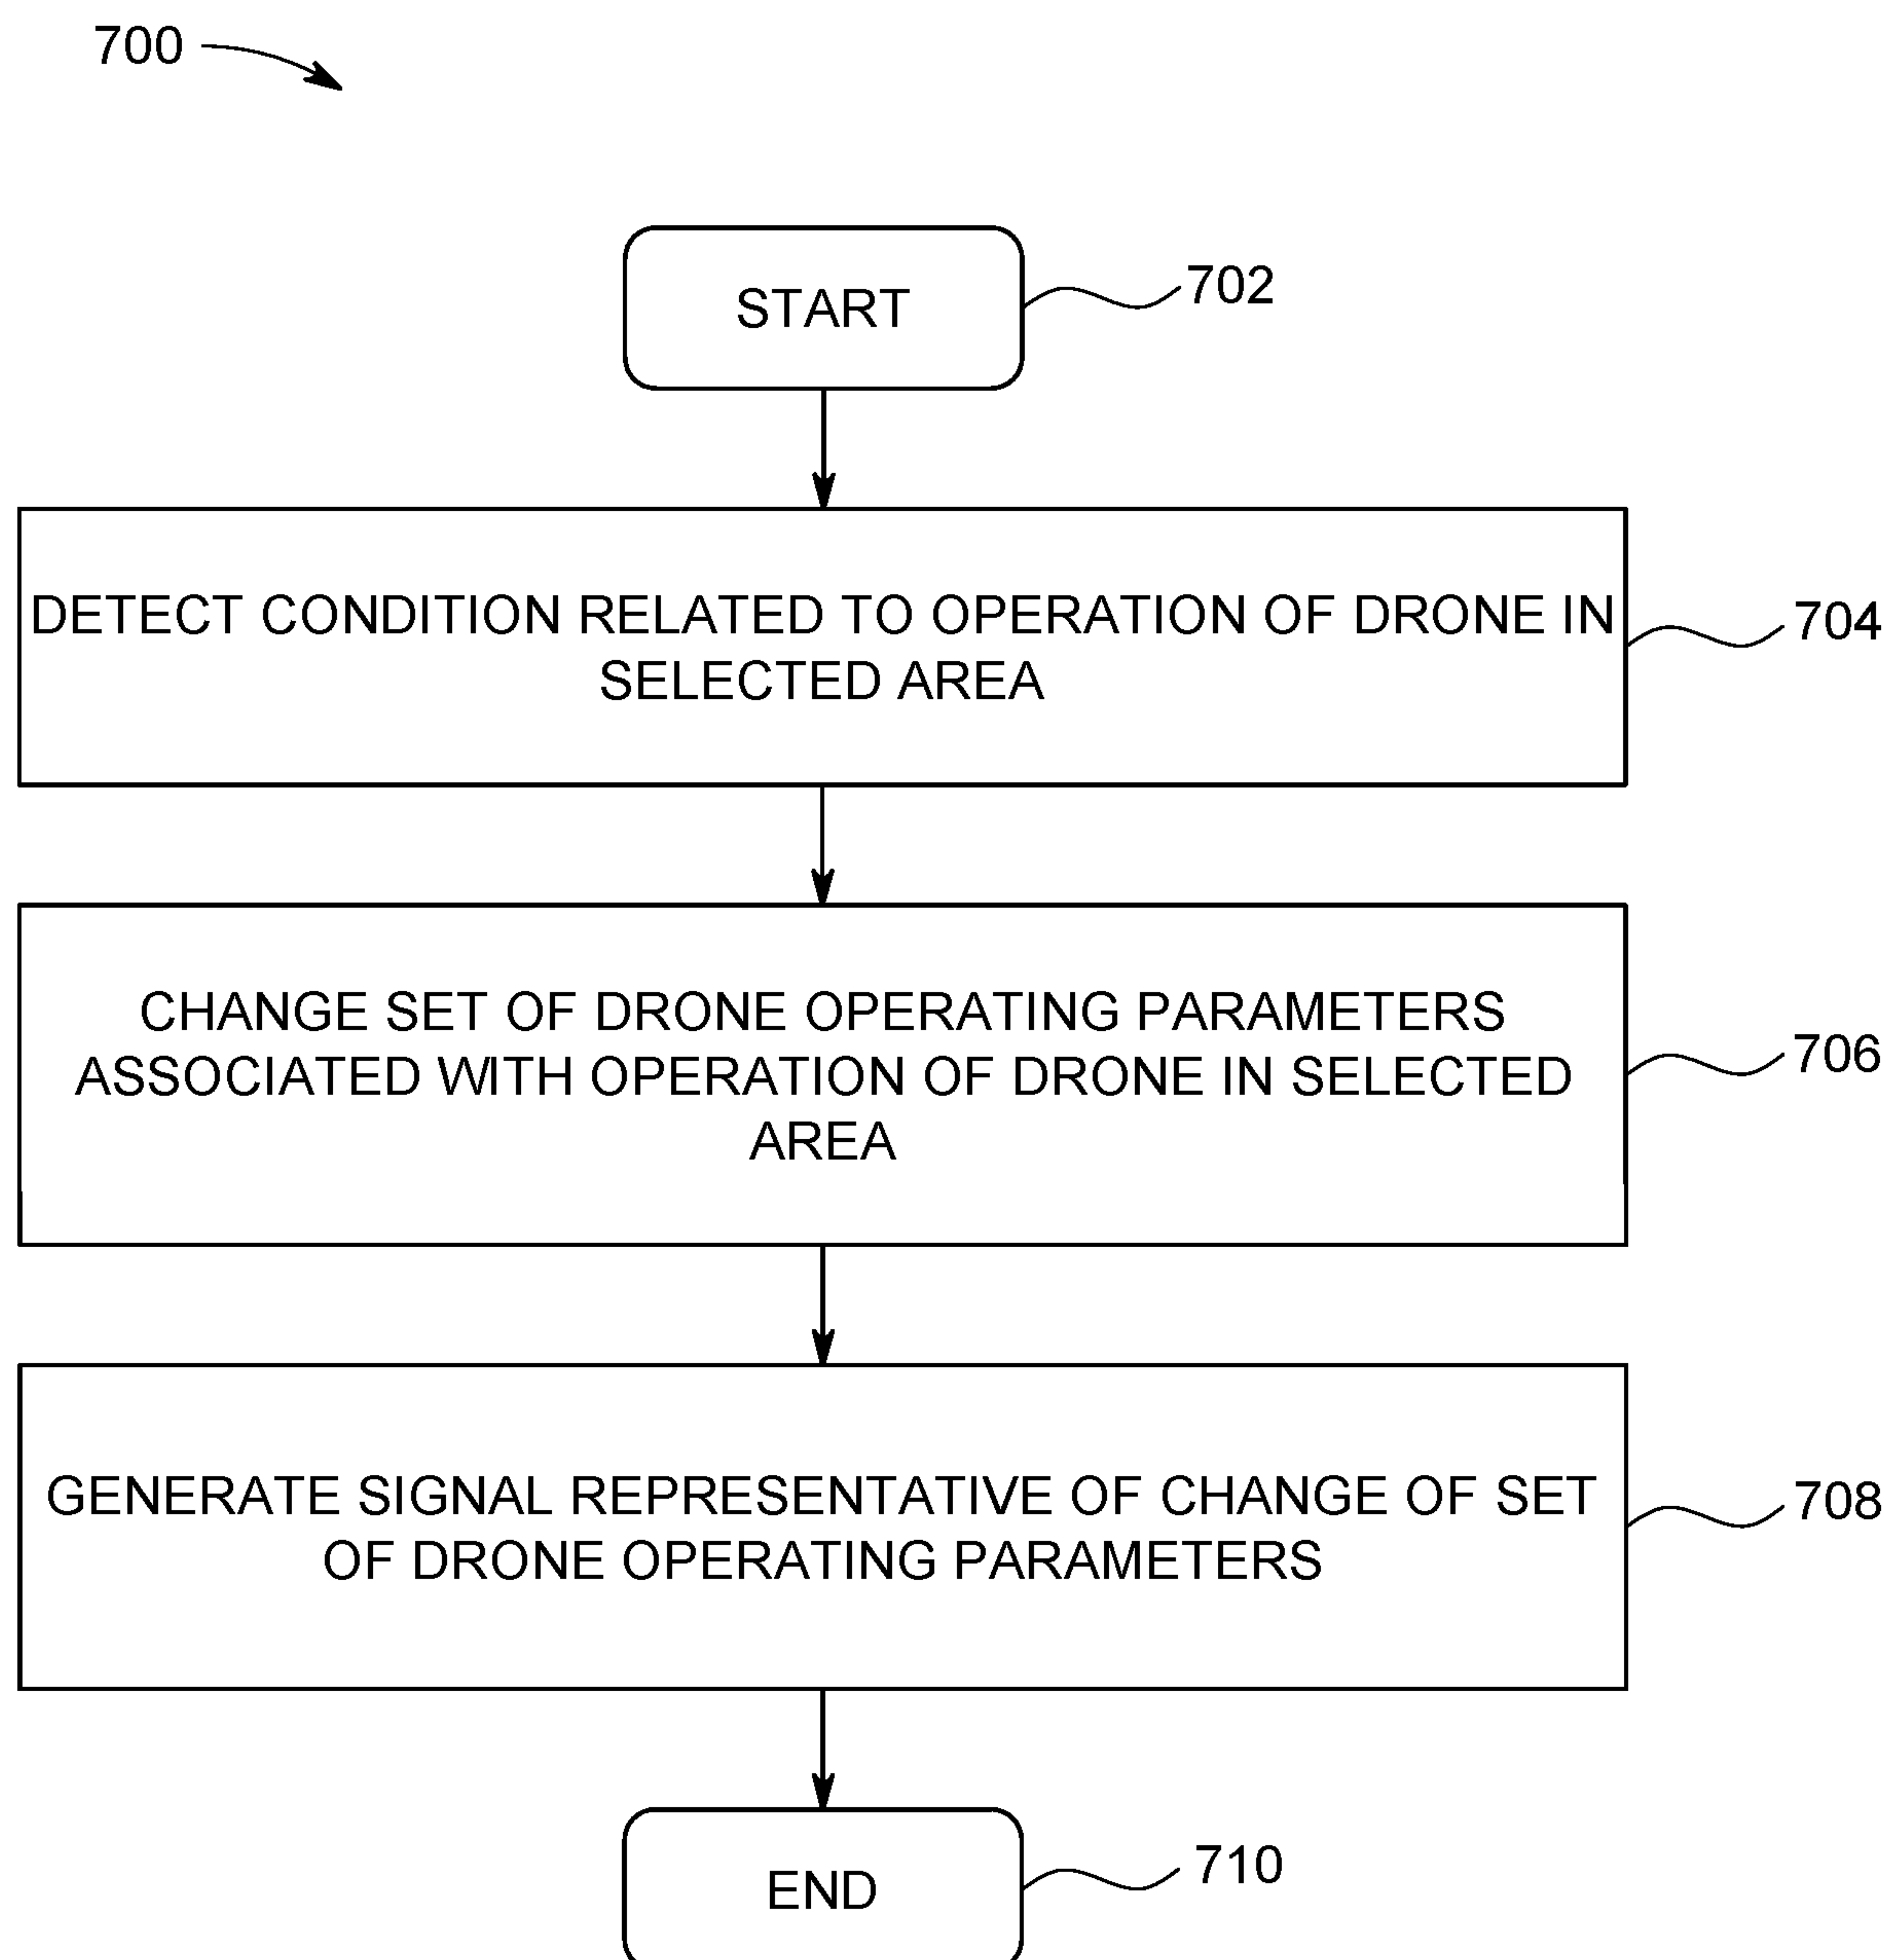 700
START
702
DETECT CONDITION RELATED TO OPERATION OF DRONE IN
SELECTED AREA
704
CHANGE SET OF DRONE OPERATING PARAMETERS
ASSOCIATED WITH OPERATION OF DRONE IN SELECTED
AREA
706
GENERATE SIGNAL REPRESENTATIVE OF CHANGE OF SET
OF DRONE OPERATING PARAMETERS
708
END
710